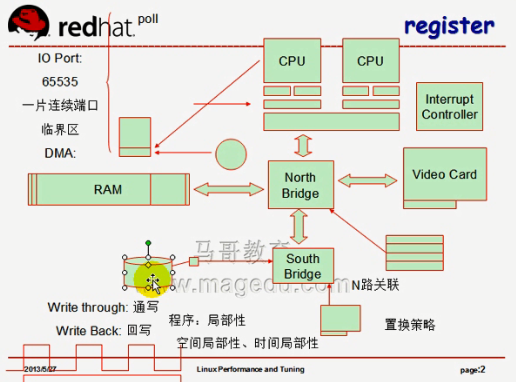 redhat.
poll
register
IO Port:
65535
一片连续端口
临界区
DMA:
CPU
CPU
Interrupt
Controller
RAM
North
Bridge
Video Card
马哥教育
www.magedu.com
South
Bridge
N路关联
Write through: 通写
Write Back: 回写
程序：局部性
空间局部性、时间局部性
置换策略
2013/5/27
Linux Performance and Tuning
page:2